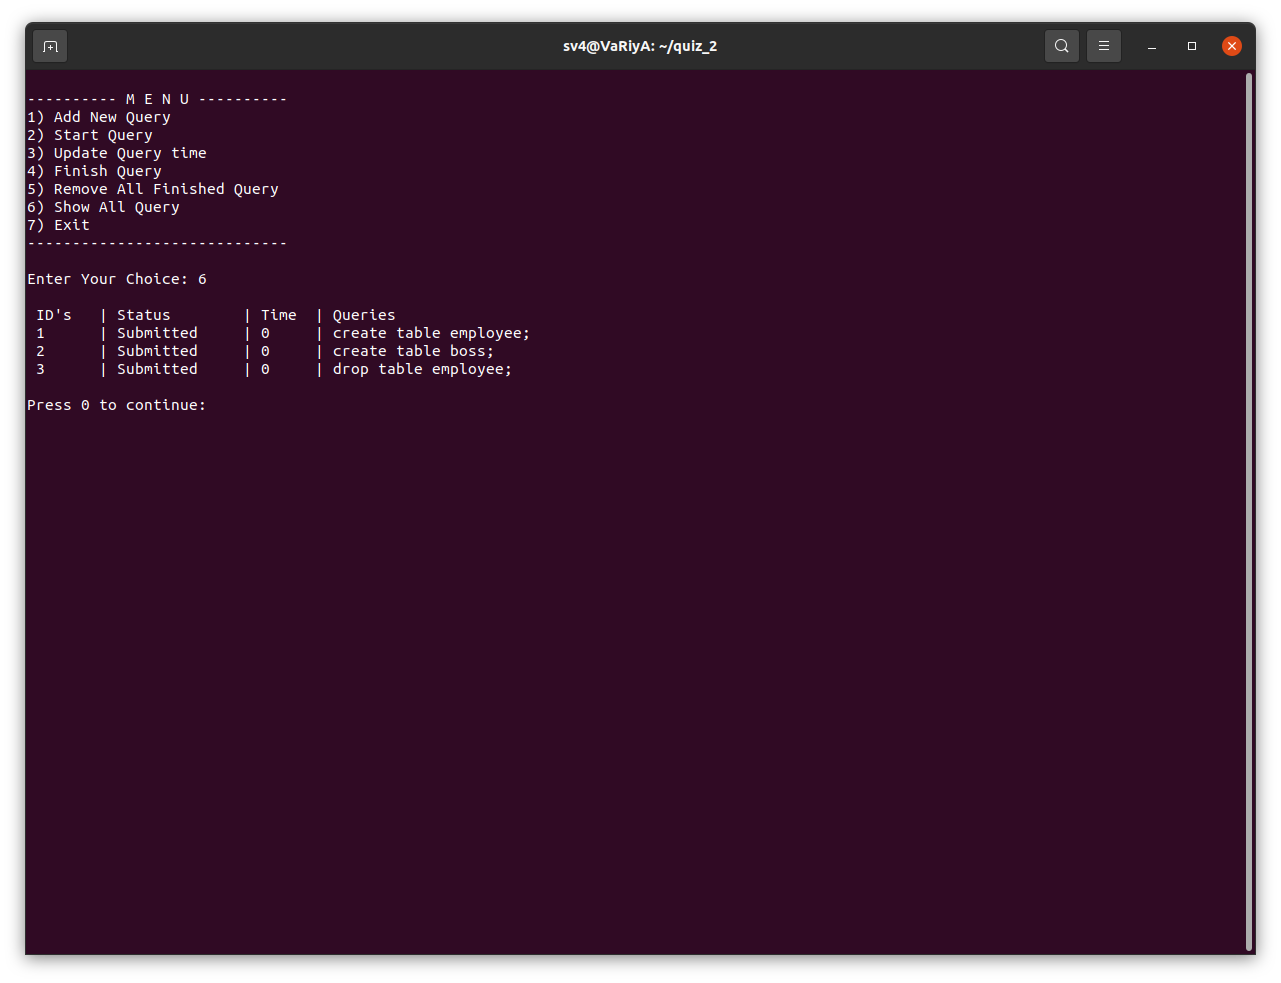 sv4@VaRiyA: ~/quiz_2
---------- M E N U ----------
1) Add New Query
2) Start Query
3) Update Query time
4) Finish Query
5) Remove All Finished Query
6) Show All Query
7) Exit
-----------------------------
Enter Your Choice: 6
ID's   | Status        | Time  | Queries
1      | Submitted     | 0     | create table employee;
2      | Submitted     | 0     | create table boss;
3      | Submitted     | 0     | drop table employee;
Press 0 to continue: